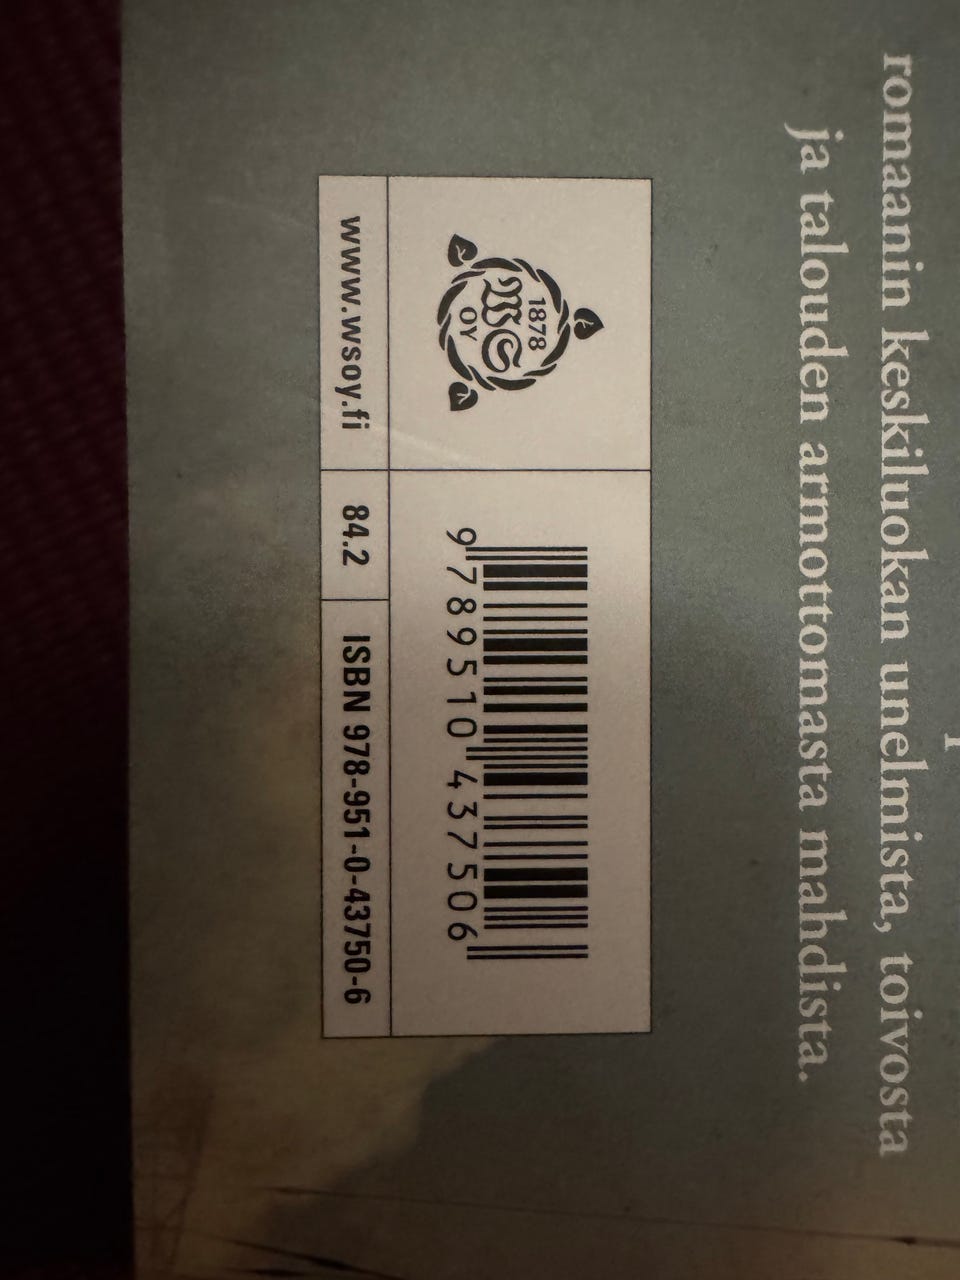 romaanin keskiluokan unelmista, toivosta
ja talouden armottomasta mahdista.
1878
WS
OY
9 789510 437506
www.wsoy.fi
84.2
ISBN 978-951-0-43750-6